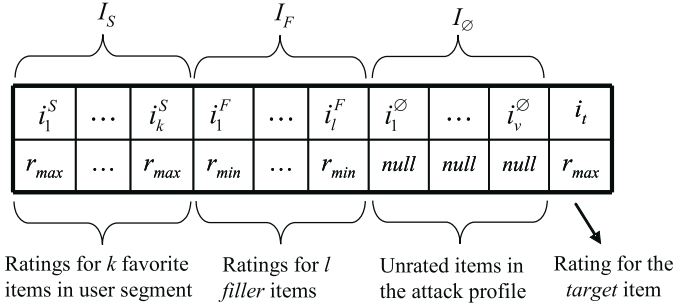 I_S I_F I_∅
i_1^S ... i_k^S i_1^F ... i_l^F i_1^∅ ... i_v^∅ i_t
r_max ... r_max r_min ... r_min null null null r_max
Ratings for k favorite
items in user segment
Ratings for l
filler items
Unrated items in
the attack profile
Rating for the
target item